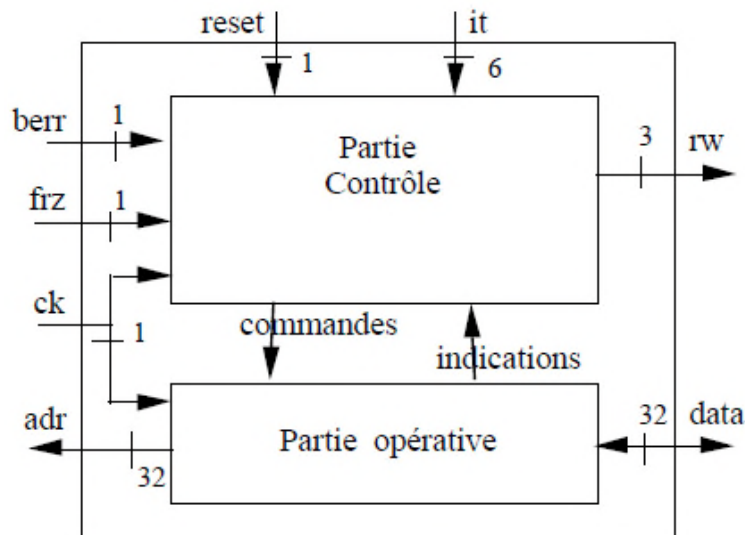 reset
it
1
6
berr
1
Partie
Contrôle
3
rw
frz
1
ck
1
commandes
indications
adr
32
Partie opérative
32
data